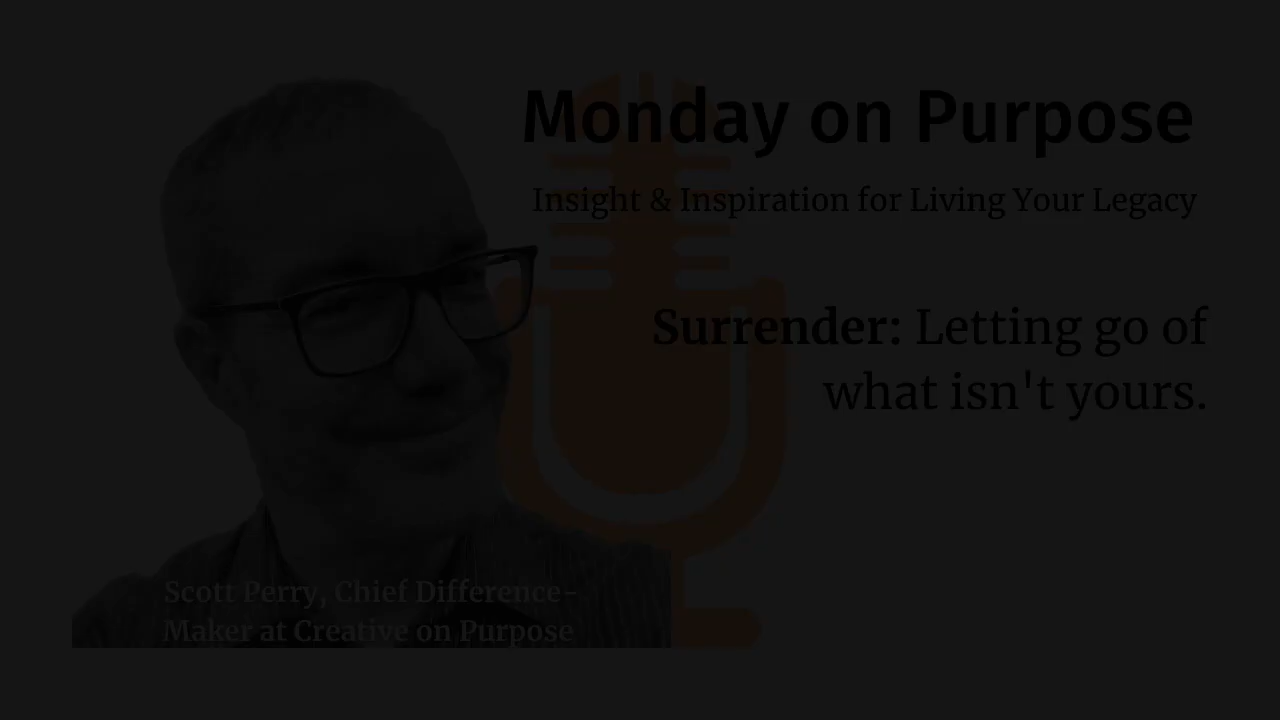 Monday on Purpose
Insight & Inspiration for Living Your Legacy
Surrender: Letting go of
what isn't yours.
Scott Perry, Chief Difference-
Maker at Creative on Purpose